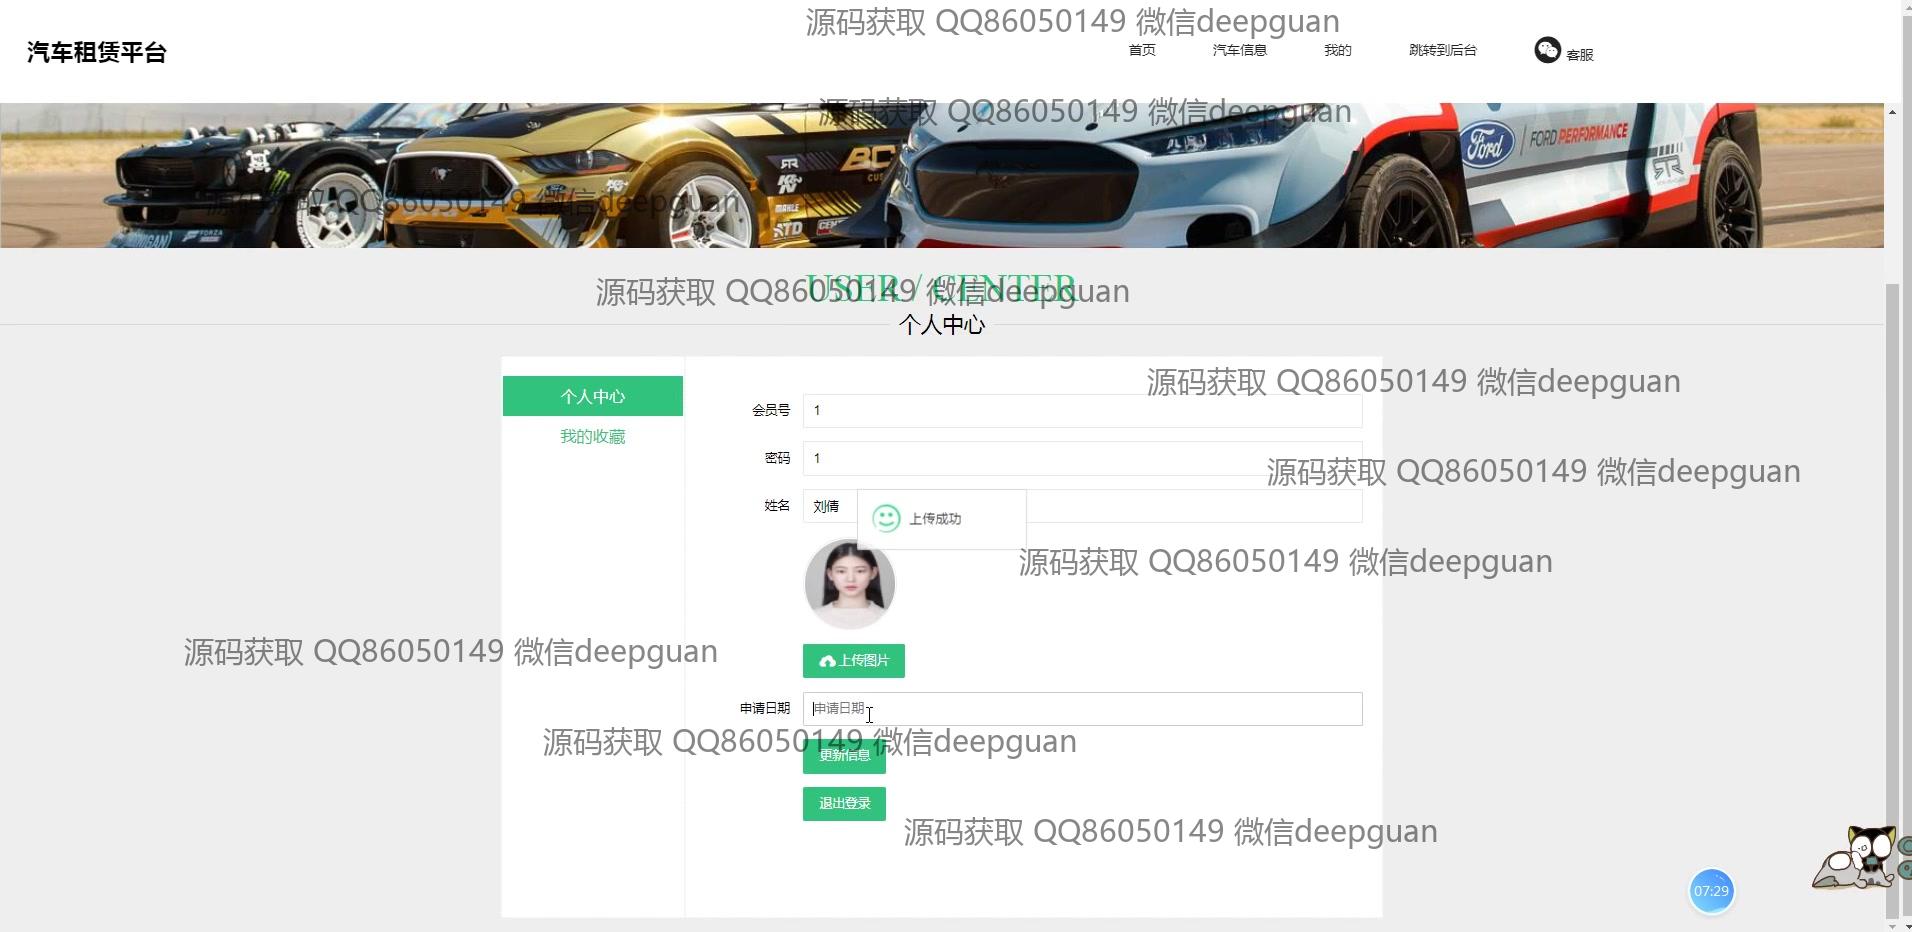 源码获取 QQ86050149 微信deepguan
汽车租赁平台
首页
汽车信息
我的
跳转到后台
客服
源码获取 QQ86050149 微信deepguan
Ford
FORD PERFORMANCE
RTR
BC
K&N
K&N
MAHLE
RTR
源码获取 QQ86050149 微信deepguan
FORZA
USER / CENTER
源码获取 QQ86050149 微信deepguan
个人中心
源码获取 QQ86050149 微信deepguan
个人中心
会员号
1
我的收藏
密码
1
源码获取 QQ86050149 微信deepguan
姓名
刘倩
上传成功
源码获取 QQ86050149 微信deepguan
源码获取 QQ86050149 微信deepguan
上传图片
申请日期
申请日期
源码获取 QQ86050149 微信deepguan
更新信息
退出登录
源码获取 QQ86050149 微信deepguan
07:29